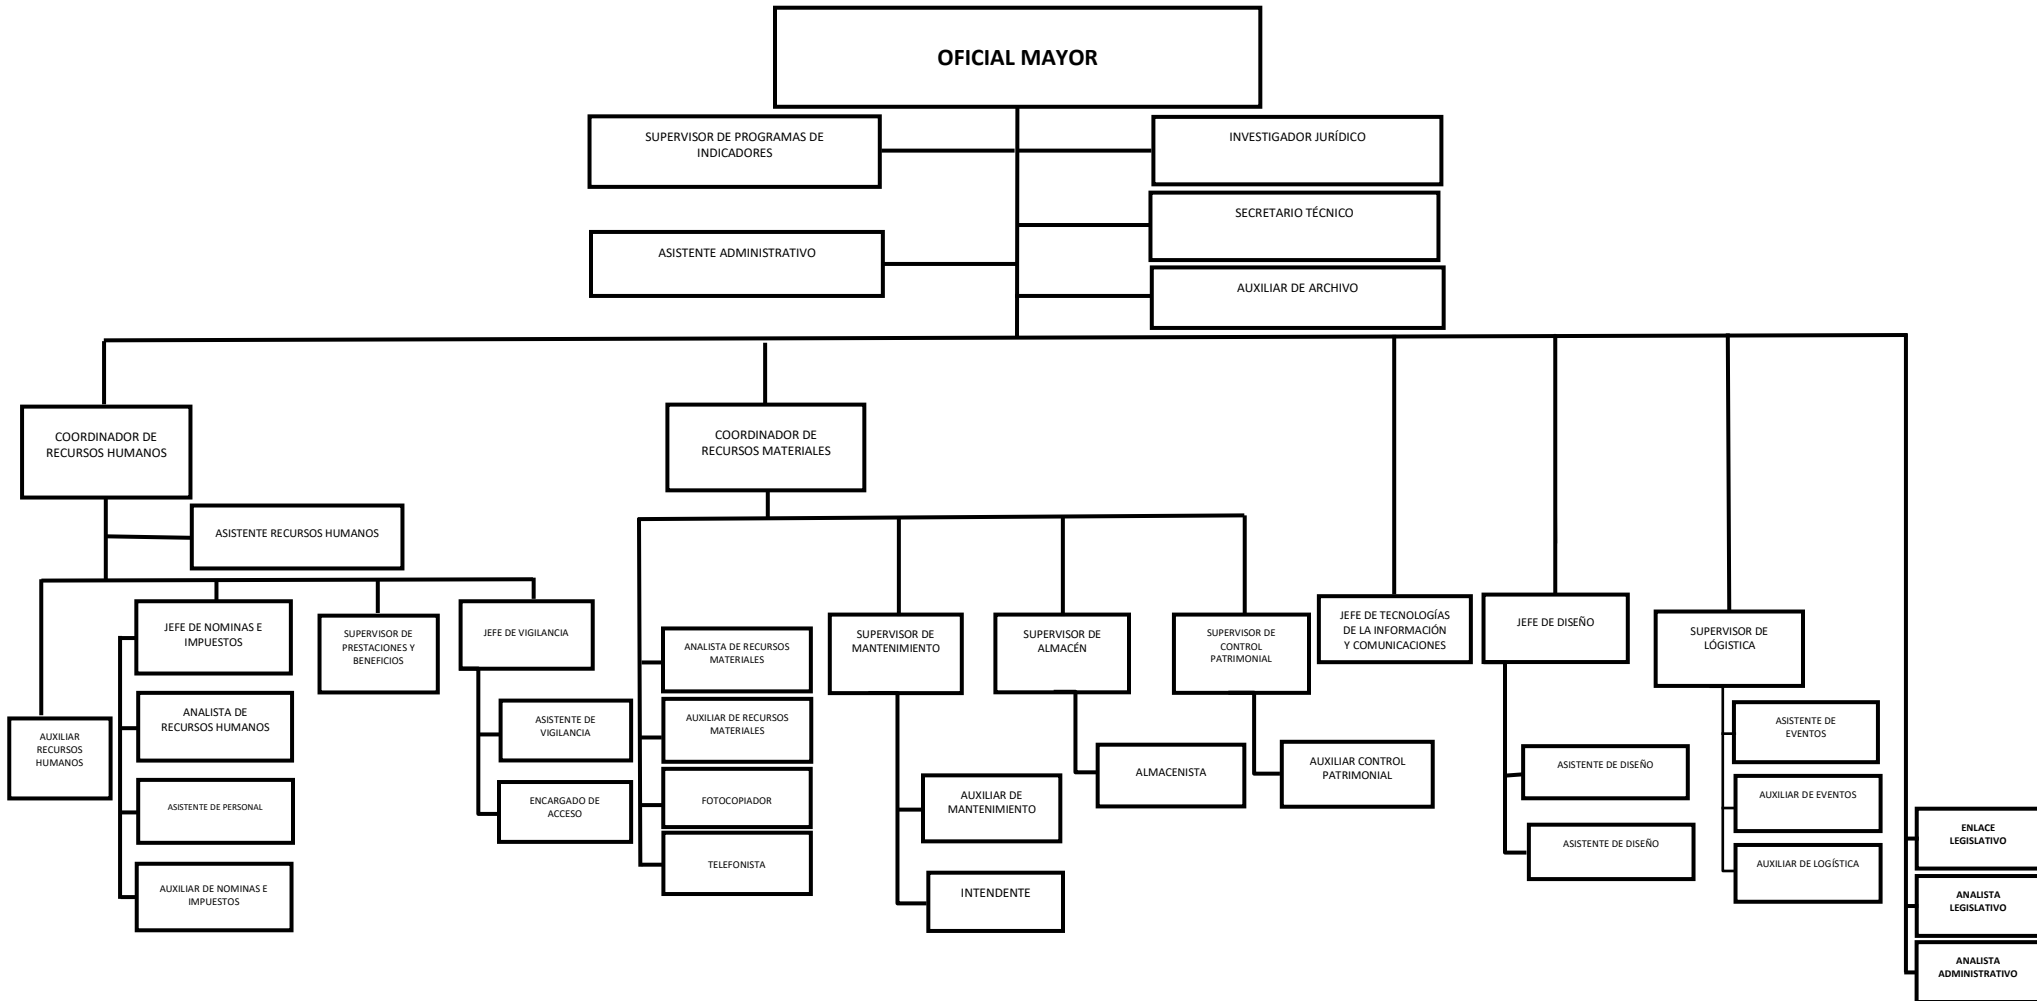 OFICIAL MAYOR
SUPERVISOR DE PROGRAMAS DE
INDICADORES
INVESTIGADOR JURÍDICO
SECRETARIO TÉCNICO
ASISTENTE ADMINISTRATIVO
AUXILIAR DE ARCHIVO
COORDINADOR DE
RECURSOS HUMANOS
COORDINADOR DE
RECURSOS MATERIALES
ASISTENTE RECURSOS HUMANOS
JEFE DE NOMINAS E
IMPUESTOS
SUPERVISOR DE
PRESTACIONES Y
BENEFICIOS
JEFE DE VIGILANCIA
AUXILIAR
RECURSOS
HUMANOS
ANALISTA DE
RECURSOS HUMANOS
ASISTENTE DE PERSONAL
AUXILIAR DE NOMINAS E
IMPUESTOS
ASISTENTE DE
VIGILANCIA
ENCARGADO DE
ACCESO
ANALISTA DE RECURSOS
MATERIALES
AUXILIAR DE RECURSOS
MATERIALES
FOTOCOPIADOR
TELEFONISTA
SUPERVISOR DE
MANTENIMIENTO
AUXILIAR DE
MANTENIMIENTO
INTENDENTE
SUPERVISOR DE
ALMACÉN
ALMACENISTA
SUPERVISOR DE
CONTROL
PATRIMONIAL
AUXILIAR CONTROL
PATRIMONIAL
JEFE DE TECNOLOGÍAS
DE LA INFORMACIÓN
Y COMUNICACIONES
JEFE DE DISEÑO
ASISTENTE DE DISEÑO
ASISTENTE DE DISEÑO
SUPERVISOR DE
LÓGISTICA
ASISTENTE DE
EVENTOS
AUXILIAR DE EVENTOS
AUXILIAR DE LOGÍSTICA
ENLACE
LEGISLATIVO
ANALISTA
LEGISLATIVO
ANALISTA
ADMINISTRATIVO